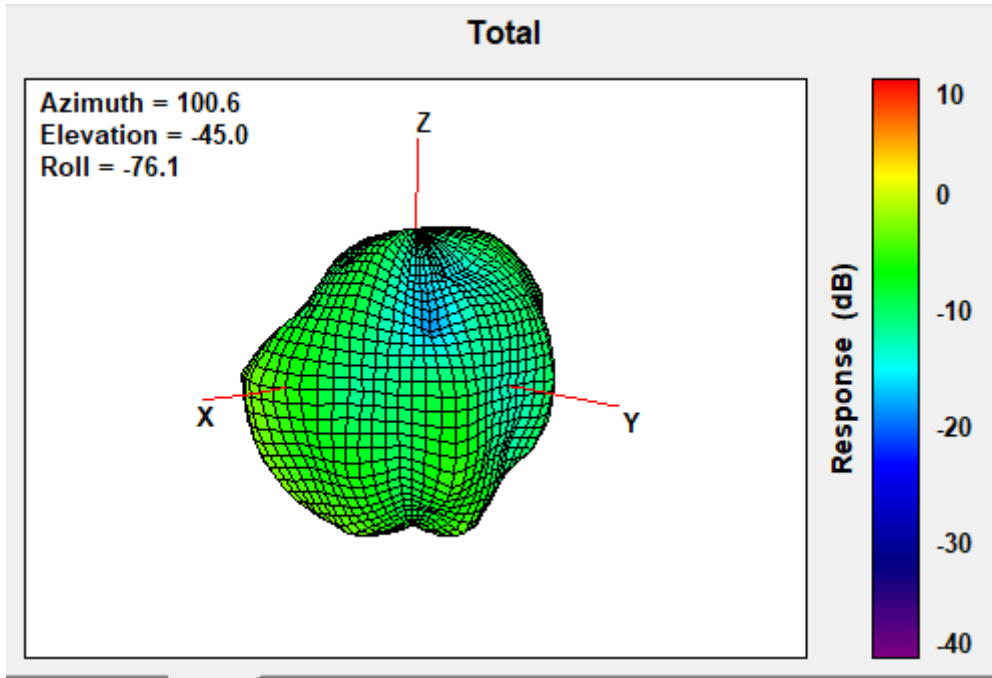 Total
Azimuth = 100.6
Elevation = -45.0
Roll = -76.1
Z
X
Y
10
0
-10
-20
-30
-40
Response (dB)